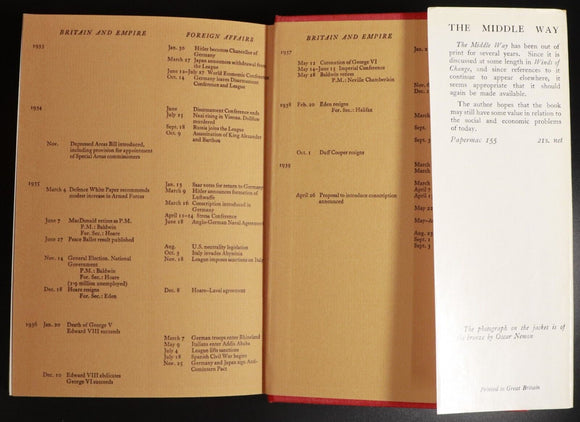 BRITAIN AND EMPIRE
FOREIGN AFFAIRS
1933
Jan. 30 Hitler becomes Chancellor of
Germany
March 27 Japan announces withdrawal from
the League
June 12–July 27 World Economic Conference
Oct. 14 Germany leaves Disarmament
Conference and League
1934
June Disarmament Conference ends
July 25 Nazi rising in Vienna. Dollfuss
murdered
Sept. 18 Russia joins the League
Oct. 9 Assassination of King Alexander
and Barthou
Nov. Depressed Areas Bill introduced,
including provision for appointment
of Special Areas commissioners
1935
Jan. 13 Saar votes for return to Germany
March 4 Defence White Paper recommends
modest increase in Armed Forces
March 9 Hitler announces formation of
Luftwaffe
March 16 Conscription introduced in
Germany
April 11–14 Stresa Conference
June 7 MacDonald retires as P.M.
P.M.: Baldwin
For. Sec.: Hoare
June 18 Anglo-German Naval Agreement
June 27 Peace Ballot result published
Aug. U.S. neutrality legislation
Oct. 3 Italy invades Abyssinia
Nov. 14 General Election. National
Government
P.M.: Baldwin
For. Sec.: Hoare
(1·9 million unemployed)
Nov. 18 League imposes sanctions on Italy
Dec. 18 Hoare resigns
For. Sec.: Eden
Dec. 8 Hoare–Laval agreement
1936 Jan. 20 Death of George V
Edward VIII succeeds
March 7 German troops enter Rhineland
May 9 Italians enter Addis Ababa
July 4 League lifts sanctions
July 18 Spanish Civil War began
Nov. 25 Germany and Japan sign Anti-
Comintern Pact
Dec. 10 Edward VIII abdicates
George VI succeeds
BRITAIN AND EMPIRE
1937
May 12 Coronation of George VI
May 14–June 15 Imperial Conference
May 28 Baldwin retires
P.M.: Neville Chamberlain
1938 Feb. 20 Eden resigns
For. Sec.: Halifax
Oct. 1 Duff Cooper resigns
1939
April 26 Proposal to introduce conscription
announced
THE MIDDLE WAY
The Middle Way has been out of
print for several years. Since it is
discussed at some length in Winds of
Change, and since references to it
continue to appear elsewhere, it
seems appropriate that it should
again be made available.
The author hopes that the book
may still have some value in relation
to the social and economic problems
of today.
Papermac 155 21s. net
The photograph on the jacket is of
the bronze by Oscar Nemon
Printed in Great Britain